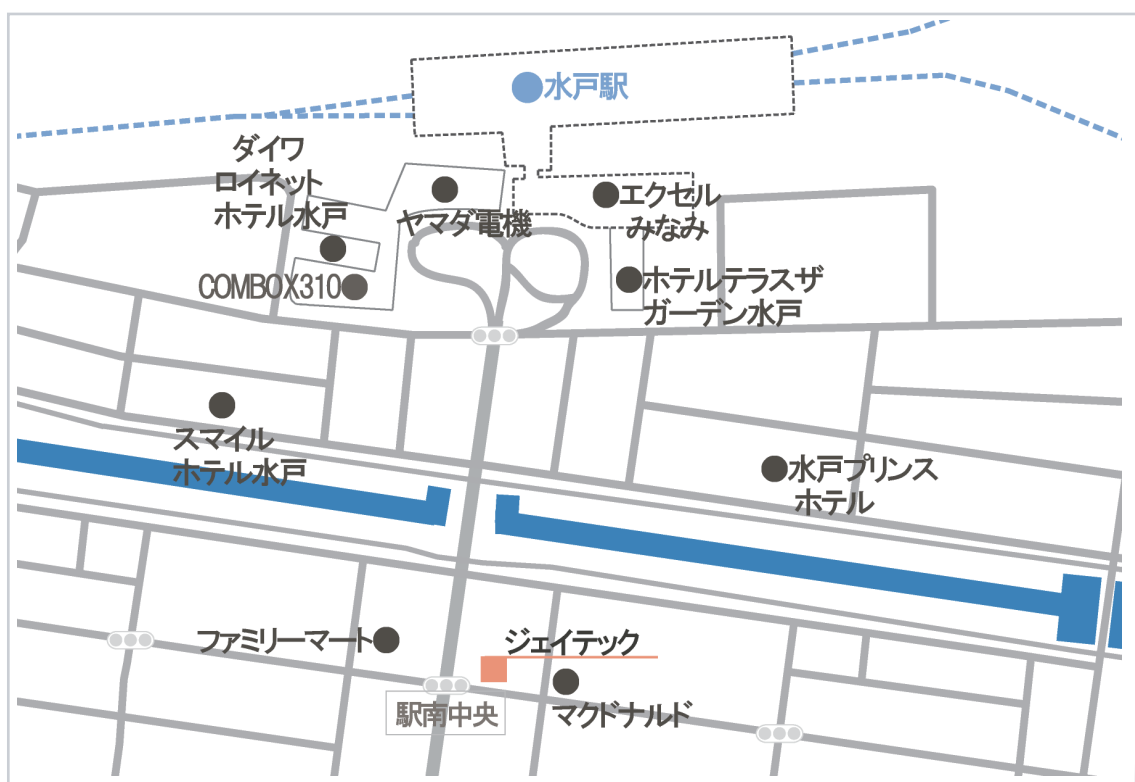 水戸駅
ダイワ
ロイネット
ホテル水戸
ヤマダ電機
エクセル
みなみ
COMBOX310
ホテルテラスザ
ガーデン水戸
スマイル
ホテル水戸
水戸プリンス
ホテル
ファミリーマート
ジェイテック
マクドナルド
駅南中央